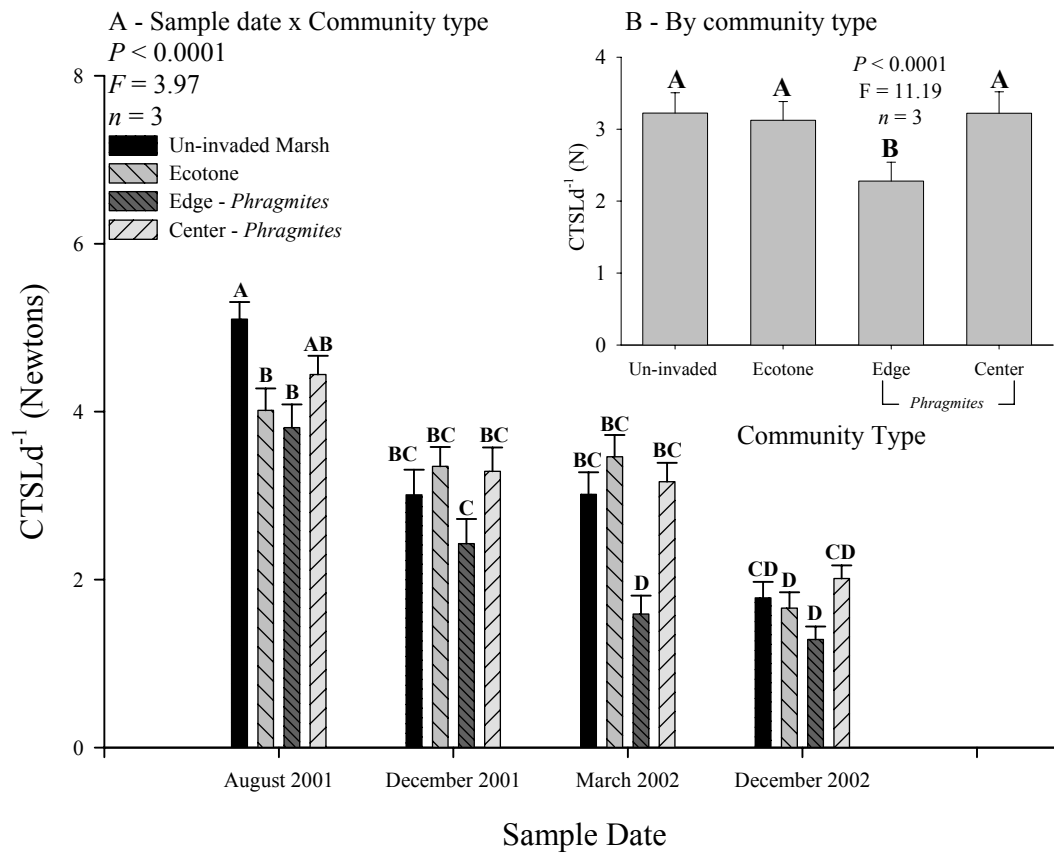 A - Sample date x Community type
P < 0.0001
F = 3.97
n = 3
Un-invaded Marsh
Ecotone
Edge - Phragmites
Center - Phragmites
CTSLd⁻¹ (Newtons)
8
6
4
2
0
A
B
B
AB
BC
BC
C
BC
BC
BC
D
BC
CD
D
D
CD
August 2001
December 2001
March 2002
December 2002
Sample Date
B - By community type
P < 0.0001
F = 11.19
n = 3
CTSLd⁻¹ (N)
4
3
2
1
0
A
A
B
A
Un-invaded
Ecotone
Edge
Center
Phragmites
Community Type